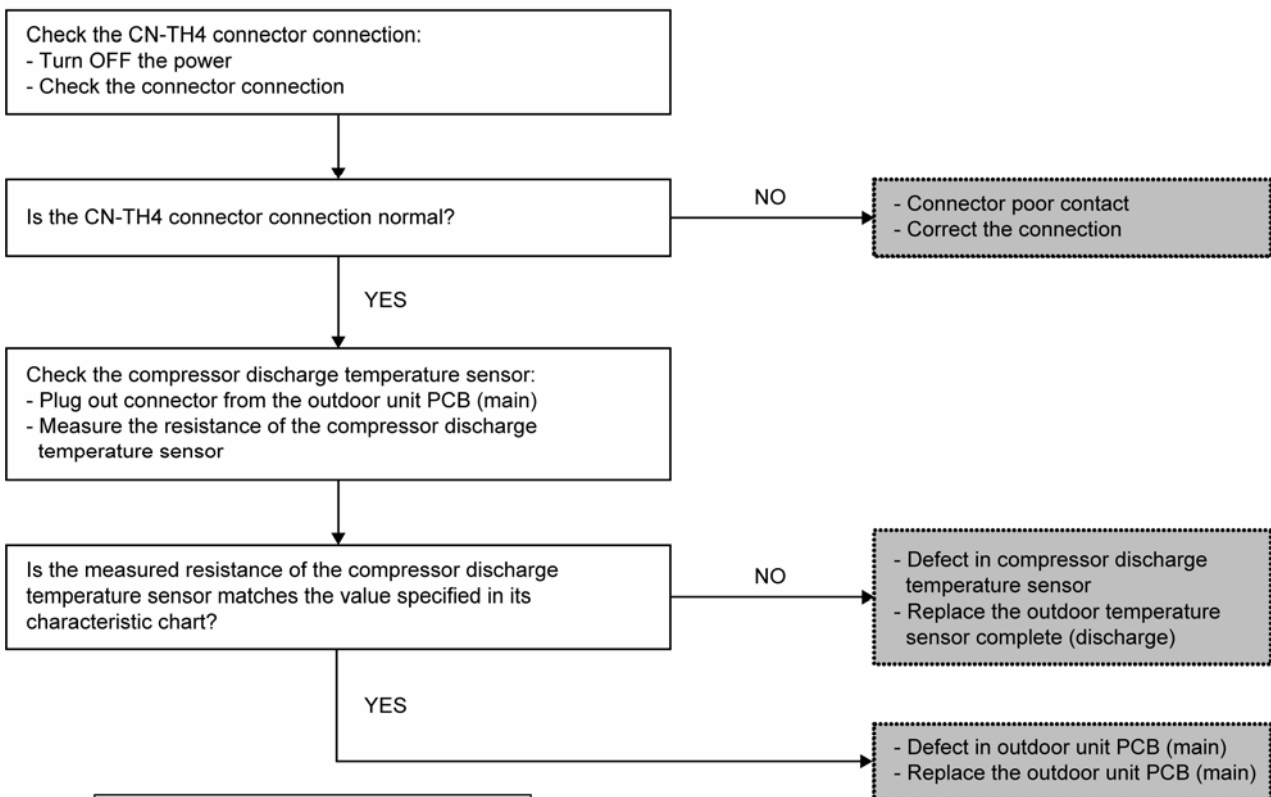 Check the CN-TH4 connector connection:
- Turn OFF the power
- Check the connector connection
Is the CN-TH4 connector connection normal?
NO
- Connector poor contact
- Correct the connection
YES
Check the compressor discharge temperature sensor:
- Plug out connector from the outdoor unit PCB (main)
- Measure the resistance of the compressor discharge
temperature sensor
Is the measured resistance of the compressor discharge
temperature sensor matches the value specified in its
characteristic chart?
NO
- Defect in compressor discharge
temperature sensor
- Replace the outdoor temperature
sensor complete (discharge)
YES
- Defect in outdoor unit PCB (main)
- Replace the outdoor unit PCB (main)